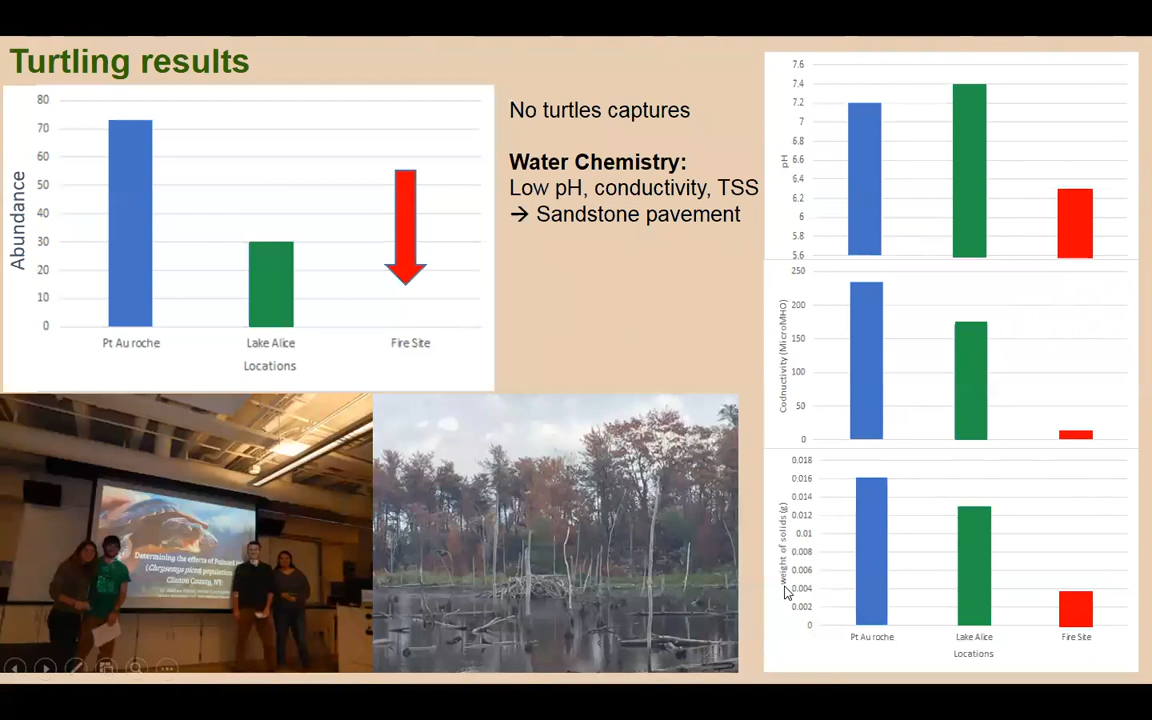 Turtling results
80
70
60
50
40
30
20
10
0
Abundance
Pt Au roche
Lake Alice
Fire Site
Locations
No turtles captures
Water Chemistry:
Low pH, conductivity, TSS
→ Sandstone pavement
7.6
7.4
7.2
7
6.8
6.6
6.4
6.2
6
5.8
5.6
pH
250
200
150
100
50
0
Codnuctivity (MicroMHO)
0.018
0.016
0.014
0.012
0.01
0.008
0.006
0.004
0.002
0
weight of solids (g)
Pt Au roche
Lake Alice
Fire Site
Locations
Determining the effects of Painted
(Chrysemys picta) population
Clinton County, NY: